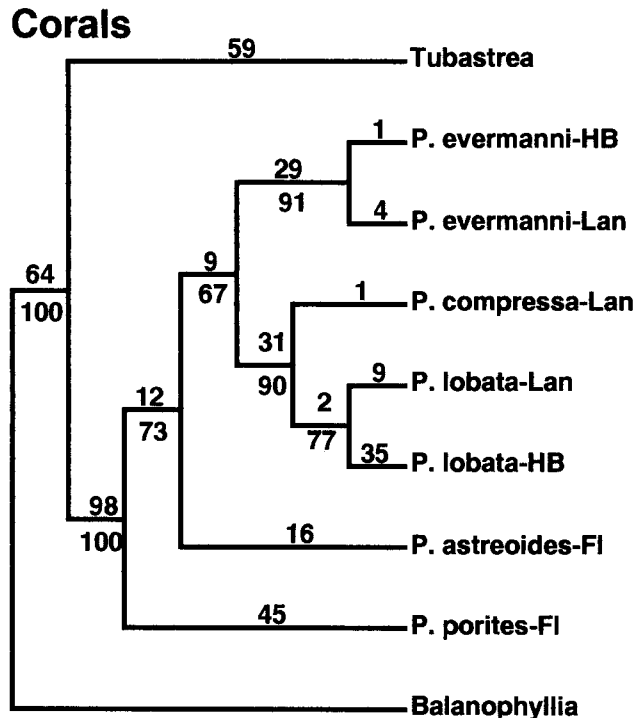 Corals
59
Tubastrea
1
P. evermanni-HB
29
91
4
P. evermanni-Lan
9
67
64
100
1
P. compressa-Lan
31
90
9
P. lobata-Lan
2
77
12
73
35
P. lobata-HB
98
100
16
P. astreoides-Fl
45
P. porites-Fl
Balanophyllia